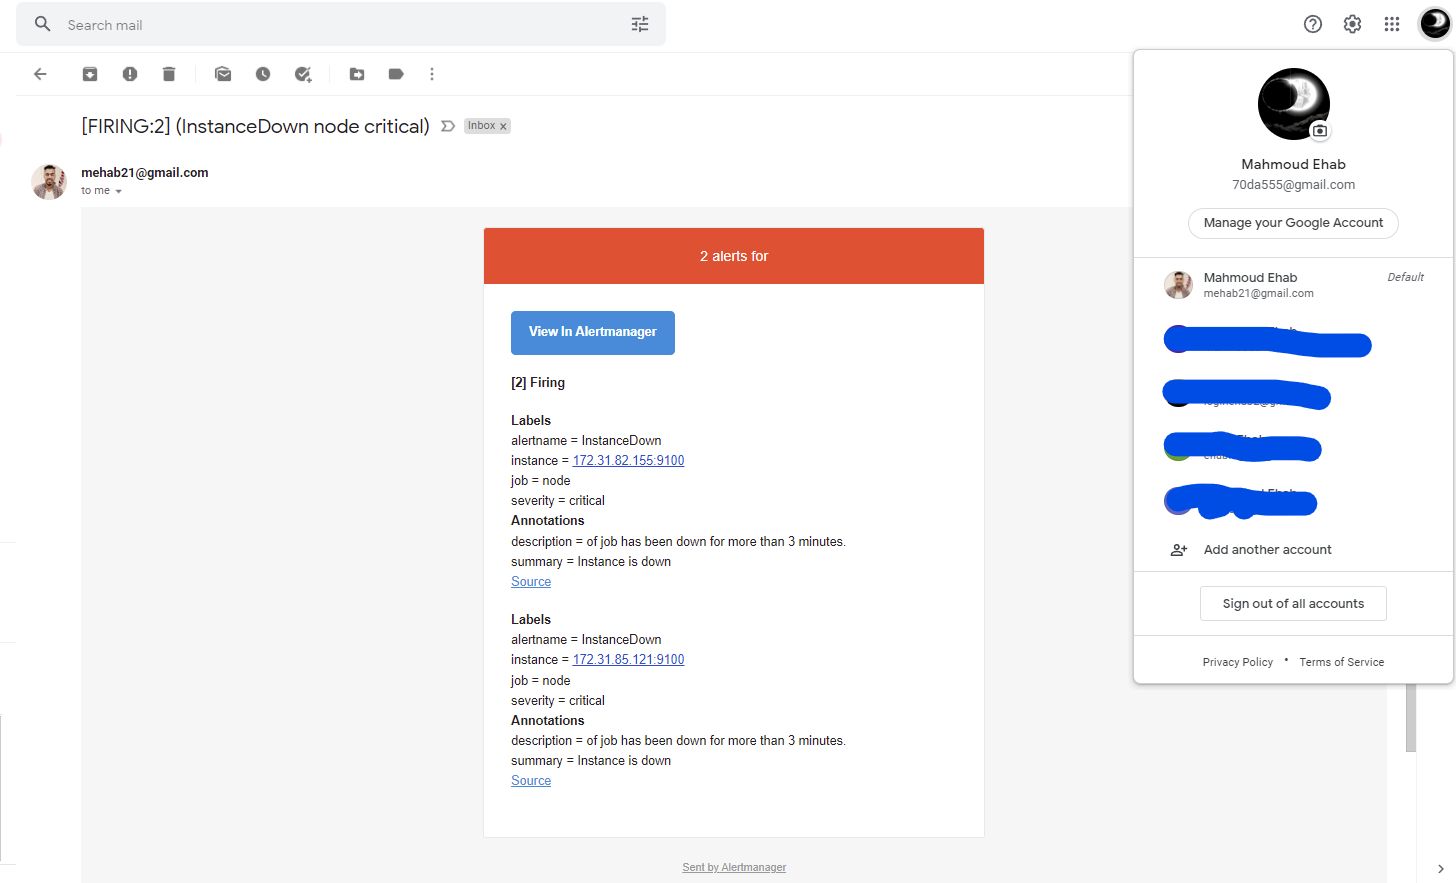 Search mail
[FIRING:2] (InstanceDown node critical)
Inbox x
mehab21@gmail.com
to me
2 alerts for
View In Alertmanager
[2] Firing
Labels
alertname = InstanceDown
instance = 172.31.82.155:9100
job = node
severity = critical
Annotations
description = of job has been down for more than 3 minutes.
summary = Instance is down
Source
Labels
alertname = InstanceDown
instance = 172.31.85.121:9100
job = node
severity = critical
Annotations
description = of job has been down for more than 3 minutes.
summary = Instance is down
Source
Sent by Alertmanager
Mahmoud Ehab
70da555@gmail.com
Manage your Google Account
Mahmoud Ehab
Default
mehab21@gmail.com
Add another account
Sign out of all accounts
Privacy Policy • Terms of Service